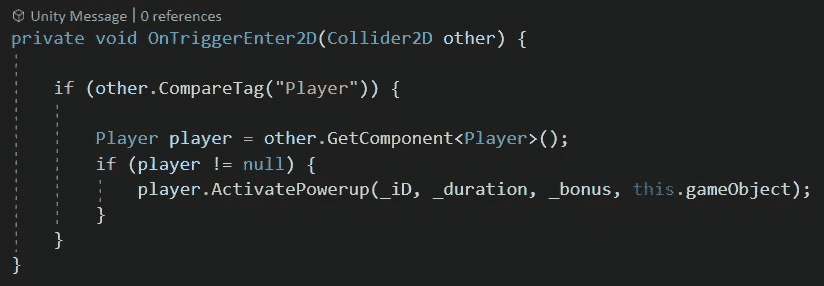 Unity Message | 0 references
private void OnTriggerEnter2D(Collider2D other) {
if (other.CompareTag("Player")) {
Player player = other.GetComponent<Player>();
if (player != null) {
player.ActivatePowerup(_iD, _duration, _bonus, this.gameObject);
}
}
}